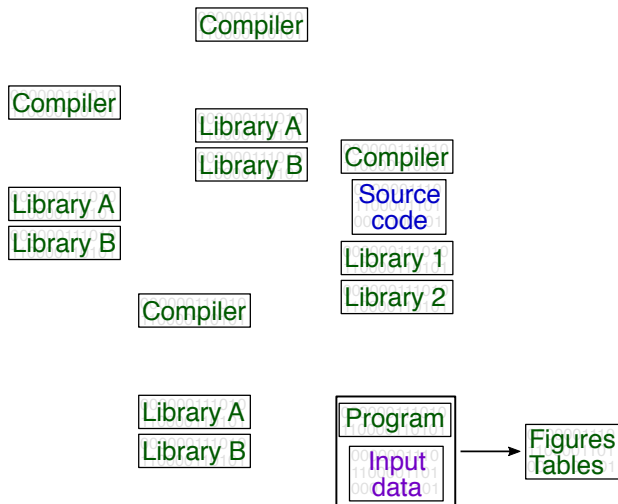 Compiler
Compiler
Library A
Library B
Compiler
Source
code
Library A
Library B
Library 1
Library 2
Compiler
Library A
Library B
Program
Input
data
Figures
Tables